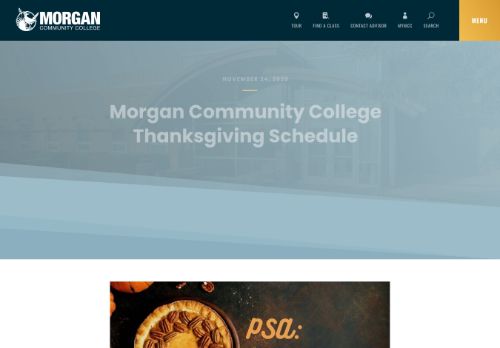 MORGAN
COMMUNITY COLLEGE
TOUR
FIND A CLASS
CONTACT ADVISOR
MYMCC
SEARCH
MENU
NOVEMBER 24, 2020
Morgan Community College
Thanksgiving Schedule
psa: